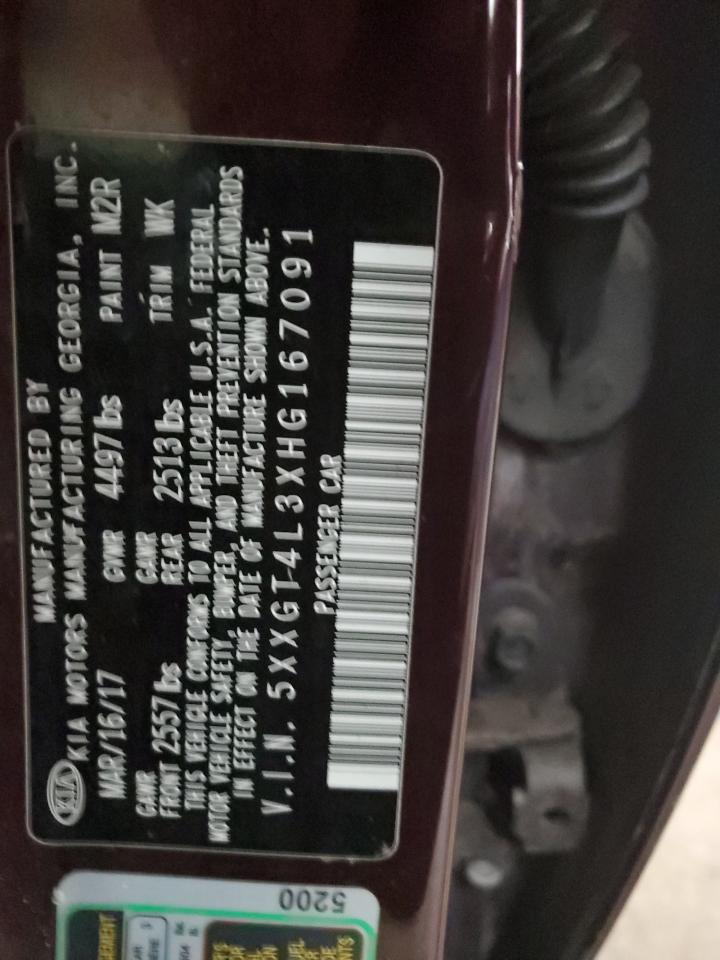 MANUFACTURED BY
KIA KIA MOTORS MANUFACTURING GEORGIA, INC.
MAR/16/17 GVWR 4497 lbs PAINT M2R
GAWR FRONT 2557 lbs GAWR REAR 2513 lbs TRIM WK
THIS VEHICLE CONFORMS TO ALL APPLICABLE U.S.A. FEDERAL
MOTOR VEHICLE SAFETY, BUMPER, AND THEFT PREVENTION STANDARDS
IN EFFECT ON THE DATE OF MANUFACTURE SHOWN ABOVE.
V.I.N. 5XXGT4L3XHG167091
PASSENGER CAR
5200